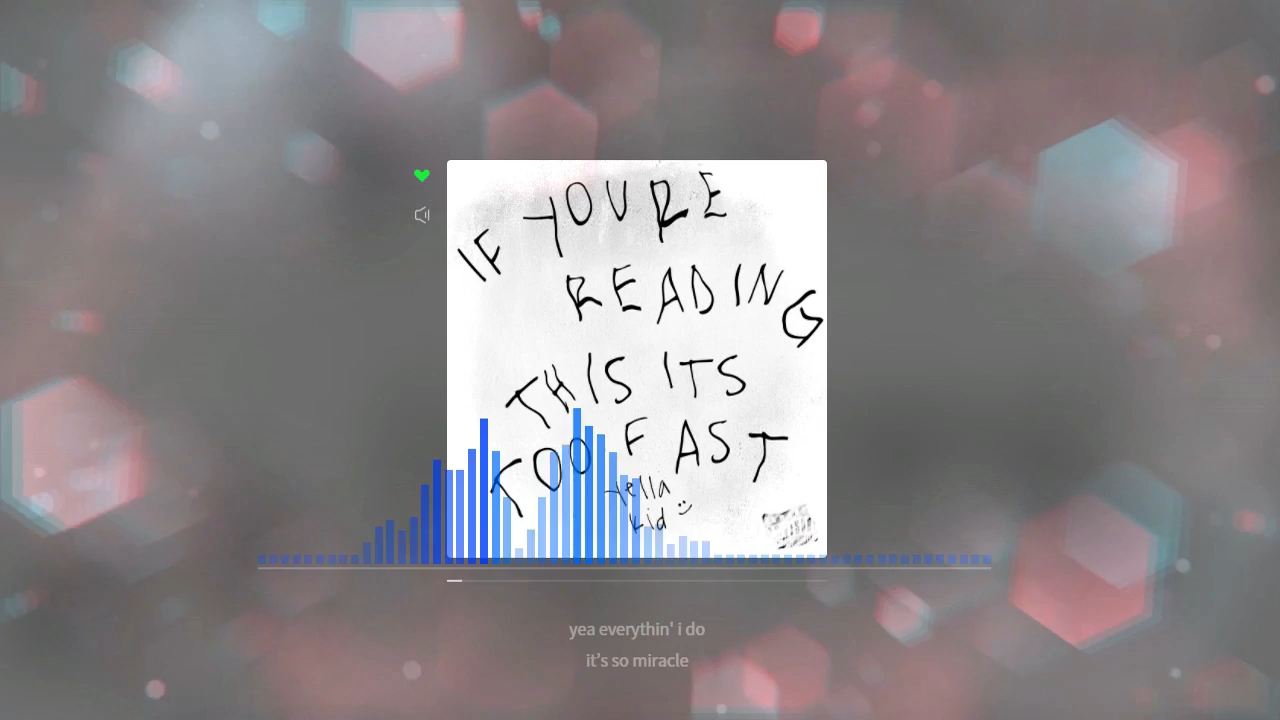 IF YOURE
READING
THIS ITS
TOO FAST
Yella
kid :)
yea everythin' i do
it's so miracle